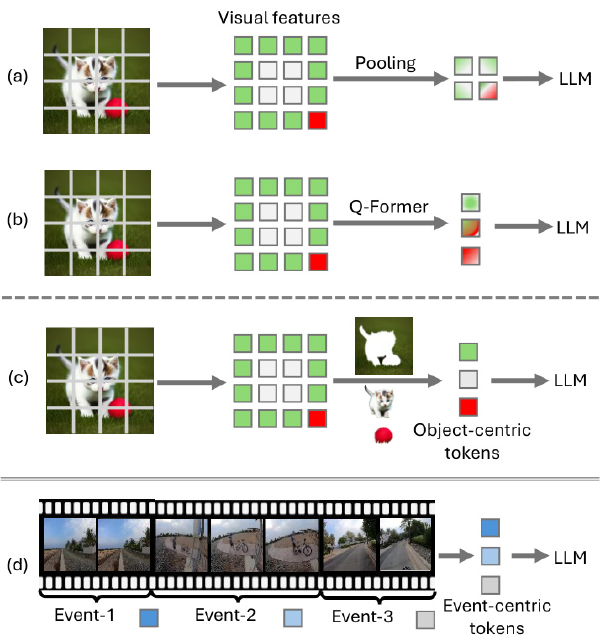 Visual features
(a)
Pooling
LLM
(b)
Q-Former
LLM
(c)
LLM
Object-centric
tokens
(d)
LLM
Event-1
Event-2
Event-3
Event-centric
tokens